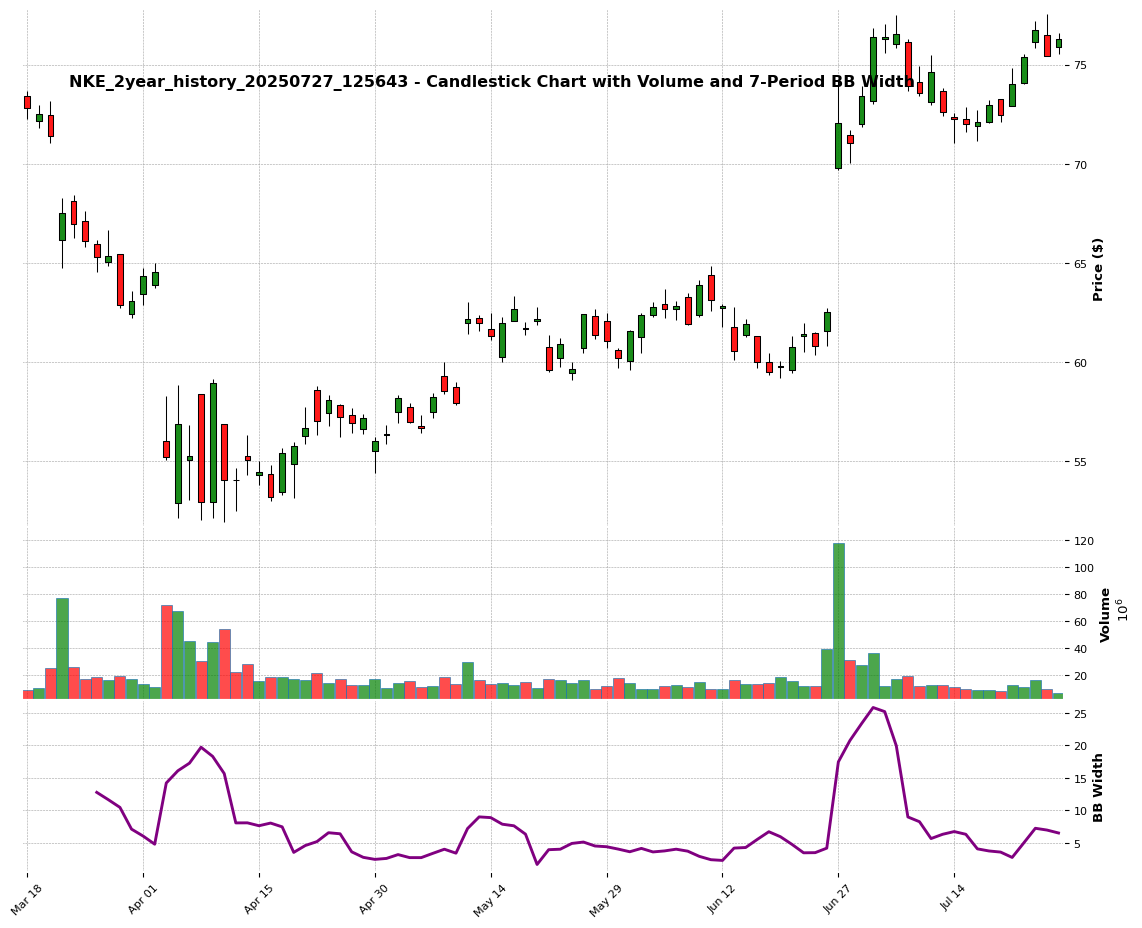 NKE_2year_history_20250727_125643 - Candlestick Chart with Volume and 7-Period BB Width
75
70
65
60
55
Price ($)
120
100
80
60
40
20
Volume
10^6
25
20
15
10
5
BB Width
Mar 18
Apr 01
Apr 15
Apr 30
May 14
May 29
Jun 12
Jun 27
Jul 14